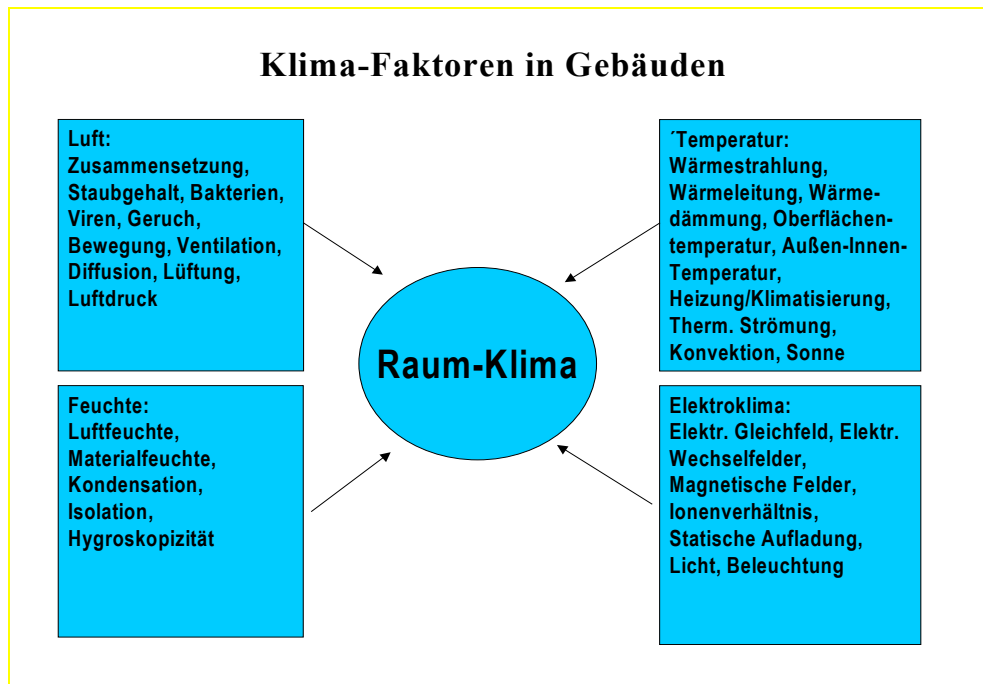 Klima-Faktoren in Gebäuden
Luft:
Zusammensetzung,
Staubgehalt, Bakterien,
Viren, Geruch,
Bewegung, Ventilation,
Diffusion, Lüftung,
Luftdruck
´Temperatur:
Wärmestrahlung,
Wärmeleitung, Wärme-
dämmung, Oberflächen-
temperatur, Außen-Innen-
Temperatur,
Heizung/Klimatisierung,
Therm. Strömung,
Konvektion, Sonne
Raum-Klima
Feuchte:
Luftfeuchte,
Materialfeuchte,
Kondensation,
Isolation,
Hygroskopizität
Elektroklima:
Elektr. Gleichfeld, Elektr.
Wechselfelder,
Magnetische Felder,
Ionenverhältnis,
Statische Aufladung,
Licht, Beleuchtung